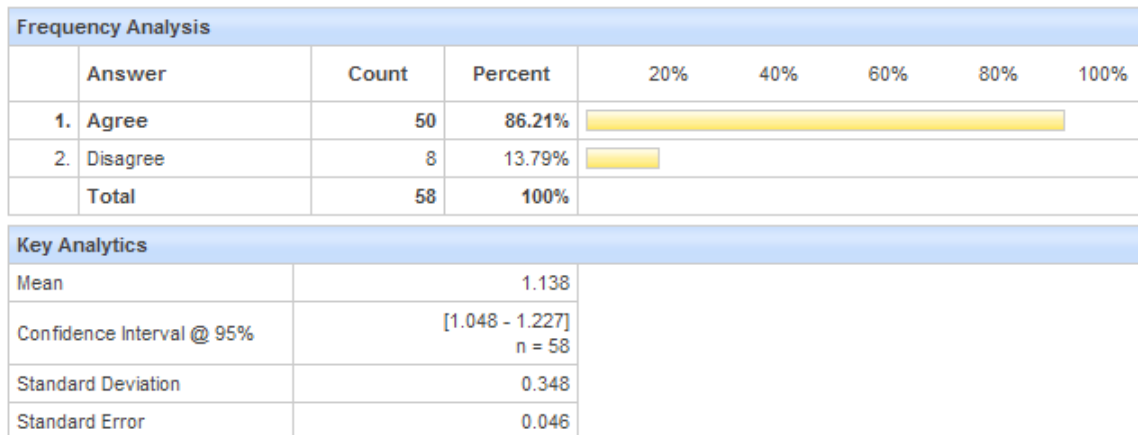 Frequency Analysis
Answer Count Percent 20% 40% 60% 80% 100%
1. Agree 50 86.21%
2. Disagree 8 13.79%
Total 58 100%
Key Analytics
Mean 1.138
Confidence Interval @ 95% [1.048 - 1.227]
n = 58
Standard Deviation 0.348
Standard Error 0.046